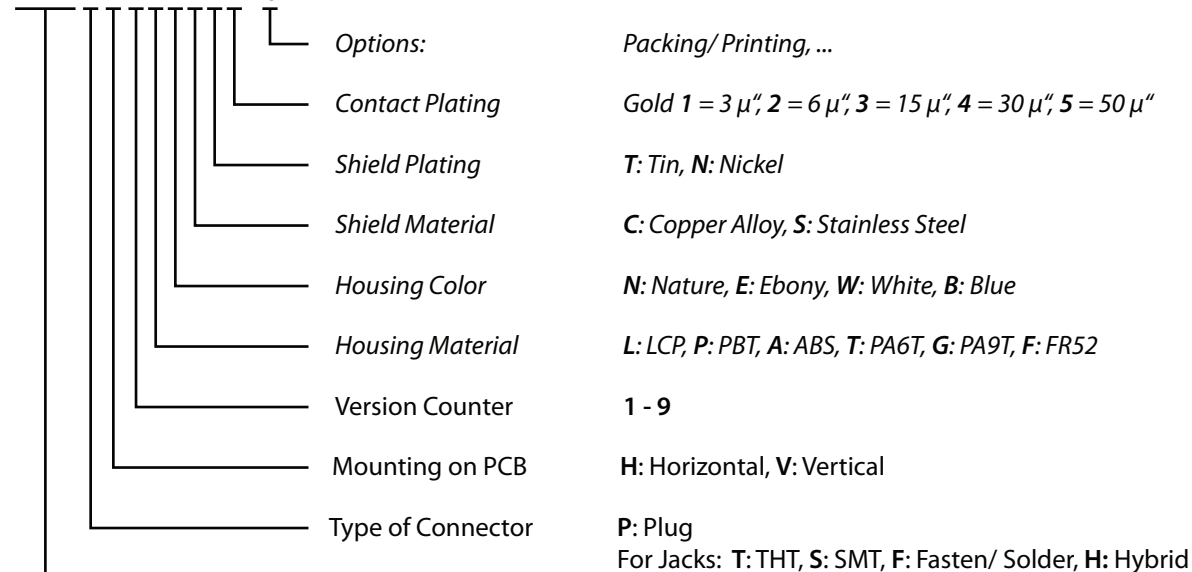 Options: Packing/ Printing, ...
Contact Plating Gold 1 = 3 µ“, 2 = 6 µ“, 3 = 15 µ“, 4 = 30 µ“, 5 = 50 µ“
Shield Plating T: Tin, N: Nickel
Shield Material C: Copper Alloy, S: Stainless Steel
Housing Color N: Nature, E: Ebony, W: White, B: Blue
Housing Material L: LCP, P: PBT, A: ABS, T: PA6T, G: PA9T, F: FR52
Version Counter 1 - 9
Mounting on PCB H: Horizontal, V: Vertical
Type of Connector P: Plug
For Jacks: T: THT, S: SMT, F: Fasten/ Solder, H: Hybrid